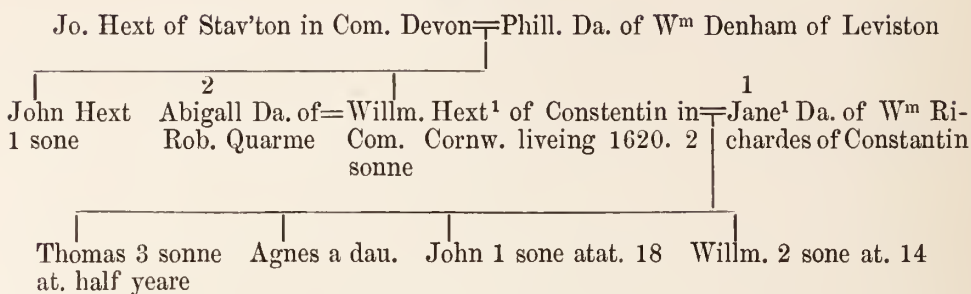 Jo. Hext of Stav'ton in Com. Devon=Phill. Da. of Wᵐ Denham of Leviston
2 1
John Hext Abigall Da. of=Willm. Hext¹ of Constentin in=Jane¹ Da. of Wᵐ Ri-
1 sone Rob. Quarme Com. Cornw. liveing 1620. 2 chardes of Constantin
sonne
Thomas 3 sonne Agnes a dau. John 1 sone atat. 18 Willm. 2 sone at. 14
at. half yeare